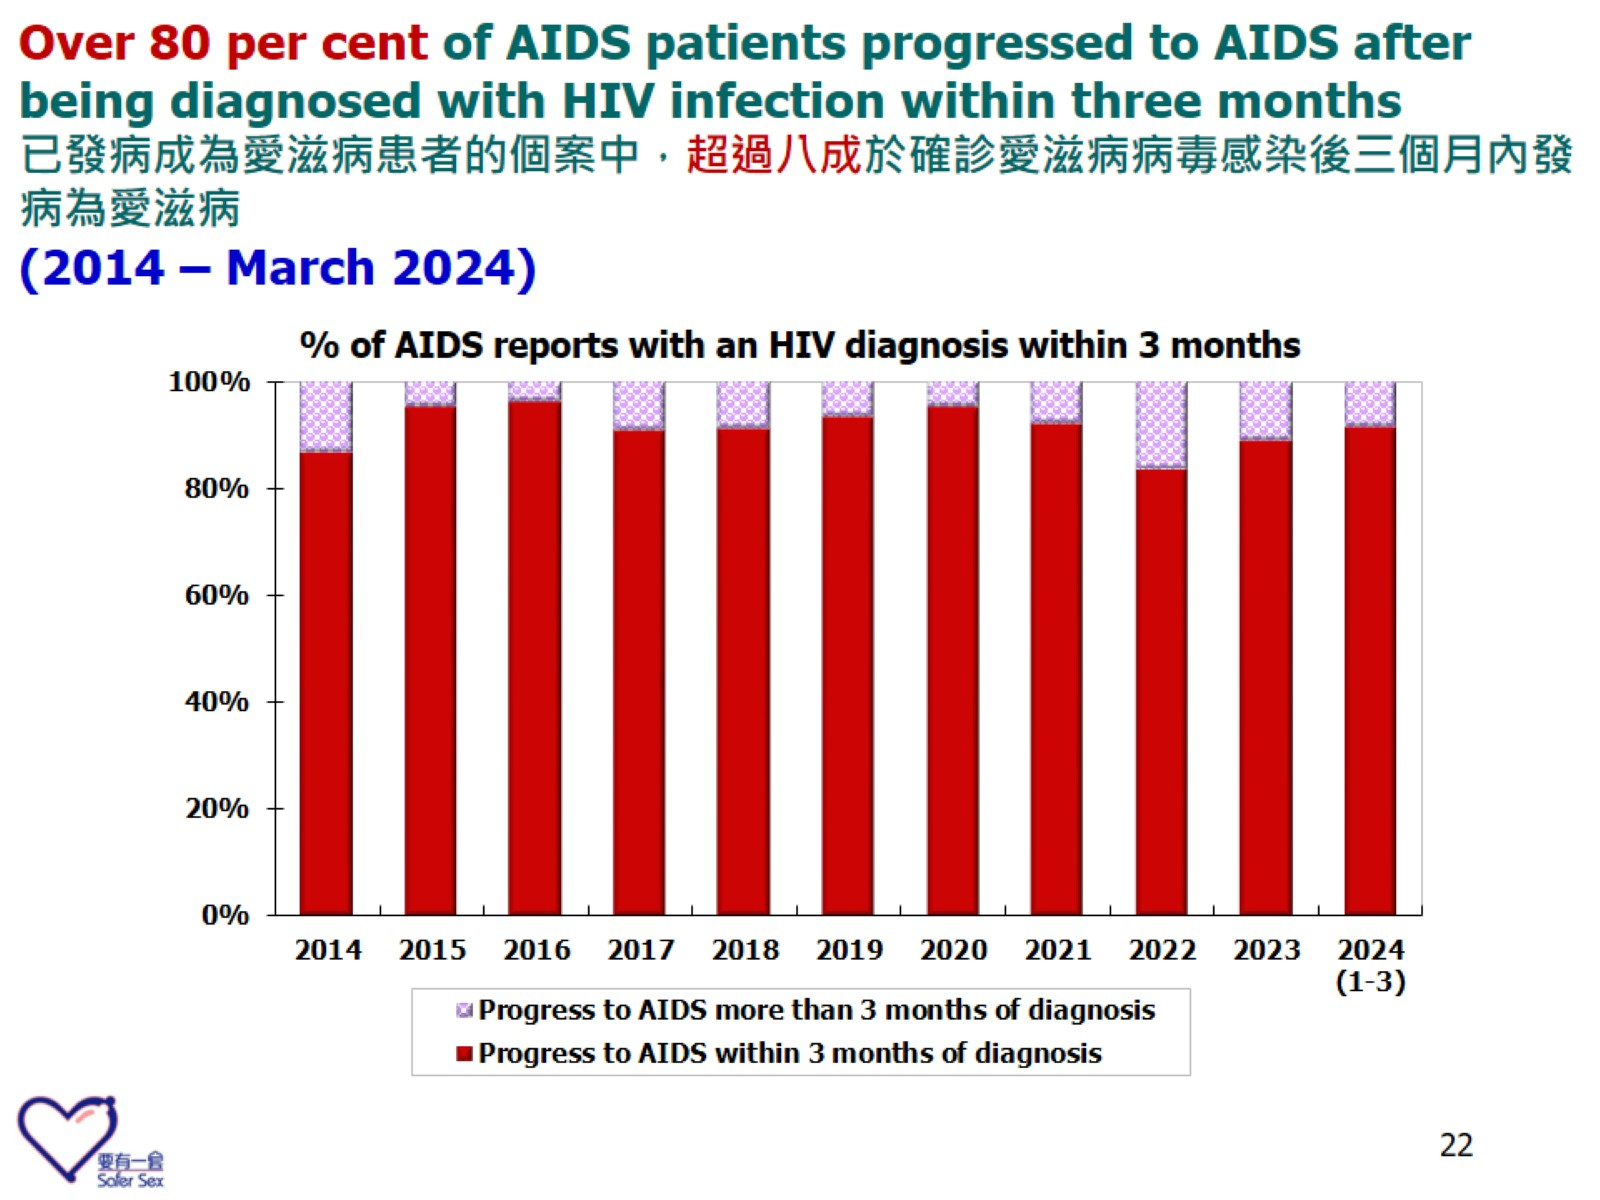 Over 80 per cent of AIDS patients progressed to AIDS after
being diagnosed with HIV infection within three months
已發病成為愛滋病患者的個案中，超過八成於確診愛滋病病毒感染後三個月內發
病為愛滋病
(2014 – March 2024)
% of AIDS reports with an HIV diagnosis within 3 months
100%
80%
60%
40%
20%
0%
2014 2015 2016 2017 2018 2019 2020 2021 2022 2023 2024
(1-3)
Progress to AIDS more than 3 months of diagnosis
Progress to AIDS within 3 months of diagnosis
要有一套
Safer Sex
22